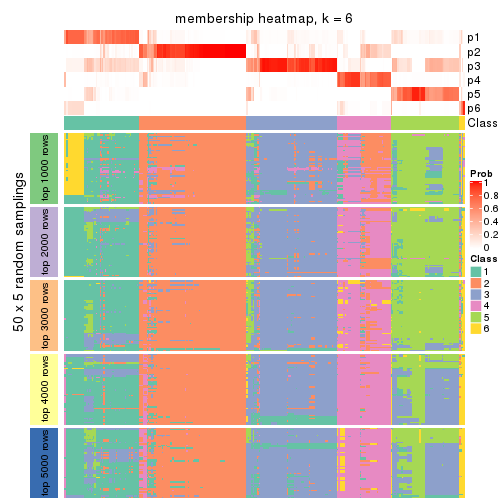 membership heatmap, k = 6
p1
p2
p3
p4
p5
p6
Class
50 x 5 random samplings
top 1000 rows
top 2000 rows
top 3000 rows
top 4000 rows
top 5000 rows
Prob
1
0.8
0.6
0.4
0.2
0
Class
1
2
3
4
5
6